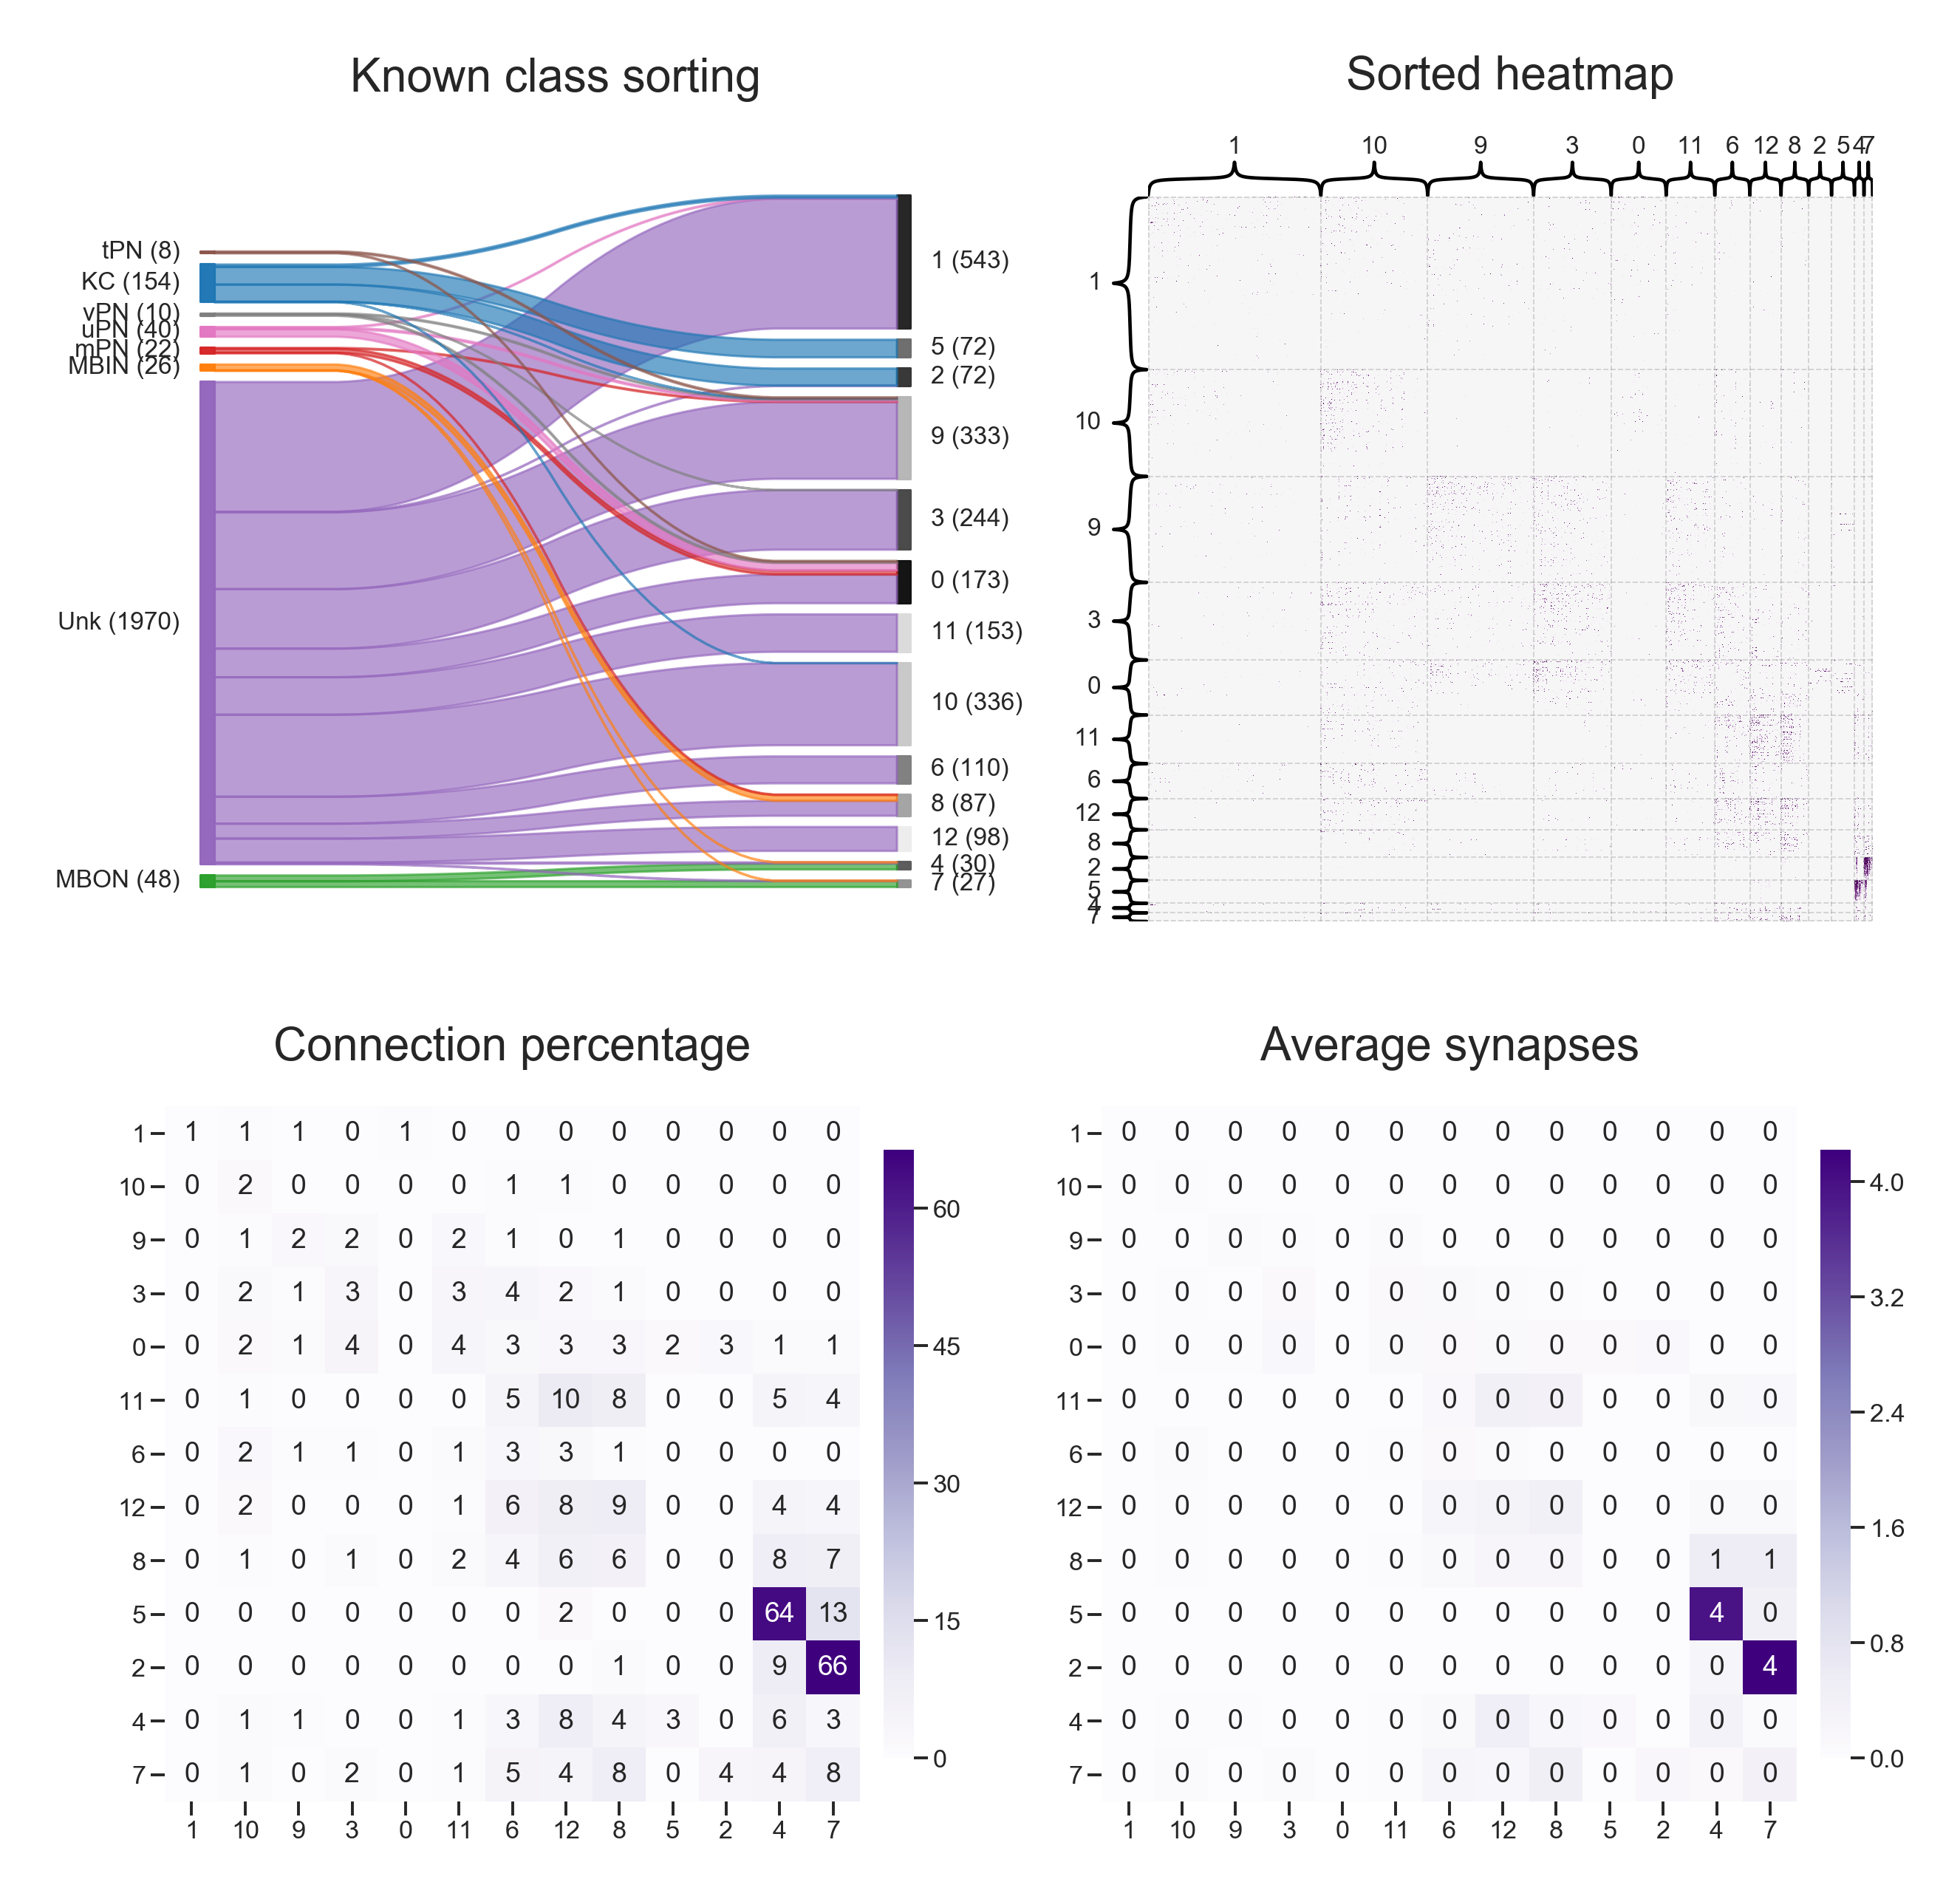 Known class sorting
tPN (8)
KC (154)
vPN (10)
uPN (40)
mPN (22)
MBIN (26)
Unk (1970)
MBON (48)
1 (543)
5 (72)
2 (72)
9 (333)
3 (244)
0 (173)
11 (153)
10 (336)
6 (110)
8 (87)
12 (98)
4 (30)
7 (27)
Sorted heatmap
1 10 9 3 0 11 6 12 8 2 5 4 7
1
10
9
3
0
11
6
12
8
2
5
4
7
Connection percentage
1 1 1 1 0 1 0 0 0 0 0 0 0 0
10 0 2 0 0 0 0 1 1 0 0 0 0 0
9 0 1 2 2 0 2 1 0 1 0 0 0 0
3 0 2 1 3 0 3 4 2 1 0 0 0 0
0 0 2 1 4 0 4 3 3 3 2 3 1 1
11 0 1 0 0 0 0 5 10 8 0 0 5 4
6 0 2 1 1 0 1 3 3 1 0 0 0 0
12 0 2 0 0 0 1 6 8 9 0 0 4 4
8 0 1 0 1 0 2 4 6 6 0 0 8 7
5 0 0 0 0 0 0 0 2 0 0 0 64 13
2 0 0 0 0 0 0 0 0 1 0 0 9 66
4 0 1 1 0 0 1 3 8 4 3 0 6 3
7 0 1 0 2 0 1 5 4 8 0 4 4 8
1 10 9 3 0 11 6 12 8 5 2 4 7
60
45
30
15
0
Average synapses
1 0 0 0 0 0 0 0 0 0 0 0 0 0
10 0 0 0 0 0 0 0 0 0 0 0 0 0
9 0 0 0 0 0 0 0 0 0 0 0 0 0
3 0 0 0 0 0 0 0 0 0 0 0 0 0
0 0 0 0 0 0 0 0 0 0 0 0 0 0
11 0 0 0 0 0 0 0 0 0 0 0 0 0
6 0 0 0 0 0 0 0 0 0 0 0 0 0
12 0 0 0 0 0 0 0 0 0 0 0 0 0
8 0 0 0 0 0 0 0 0 0 0 0 1 1
5 0 0 0 0 0 0 0 0 0 0 0 4 0
2 0 0 0 0 0 0 0 0 0 0 0 0 4
4 0 0 0 0 0 0 0 0 0 0 0 0 0
7 0 0 0 0 0 0 0 0 0 0 0 0 0
1 10 9 3 0 11 6 12 8 5 2 4 7
4.0
3.2
2.4
1.6
0.8
0.0